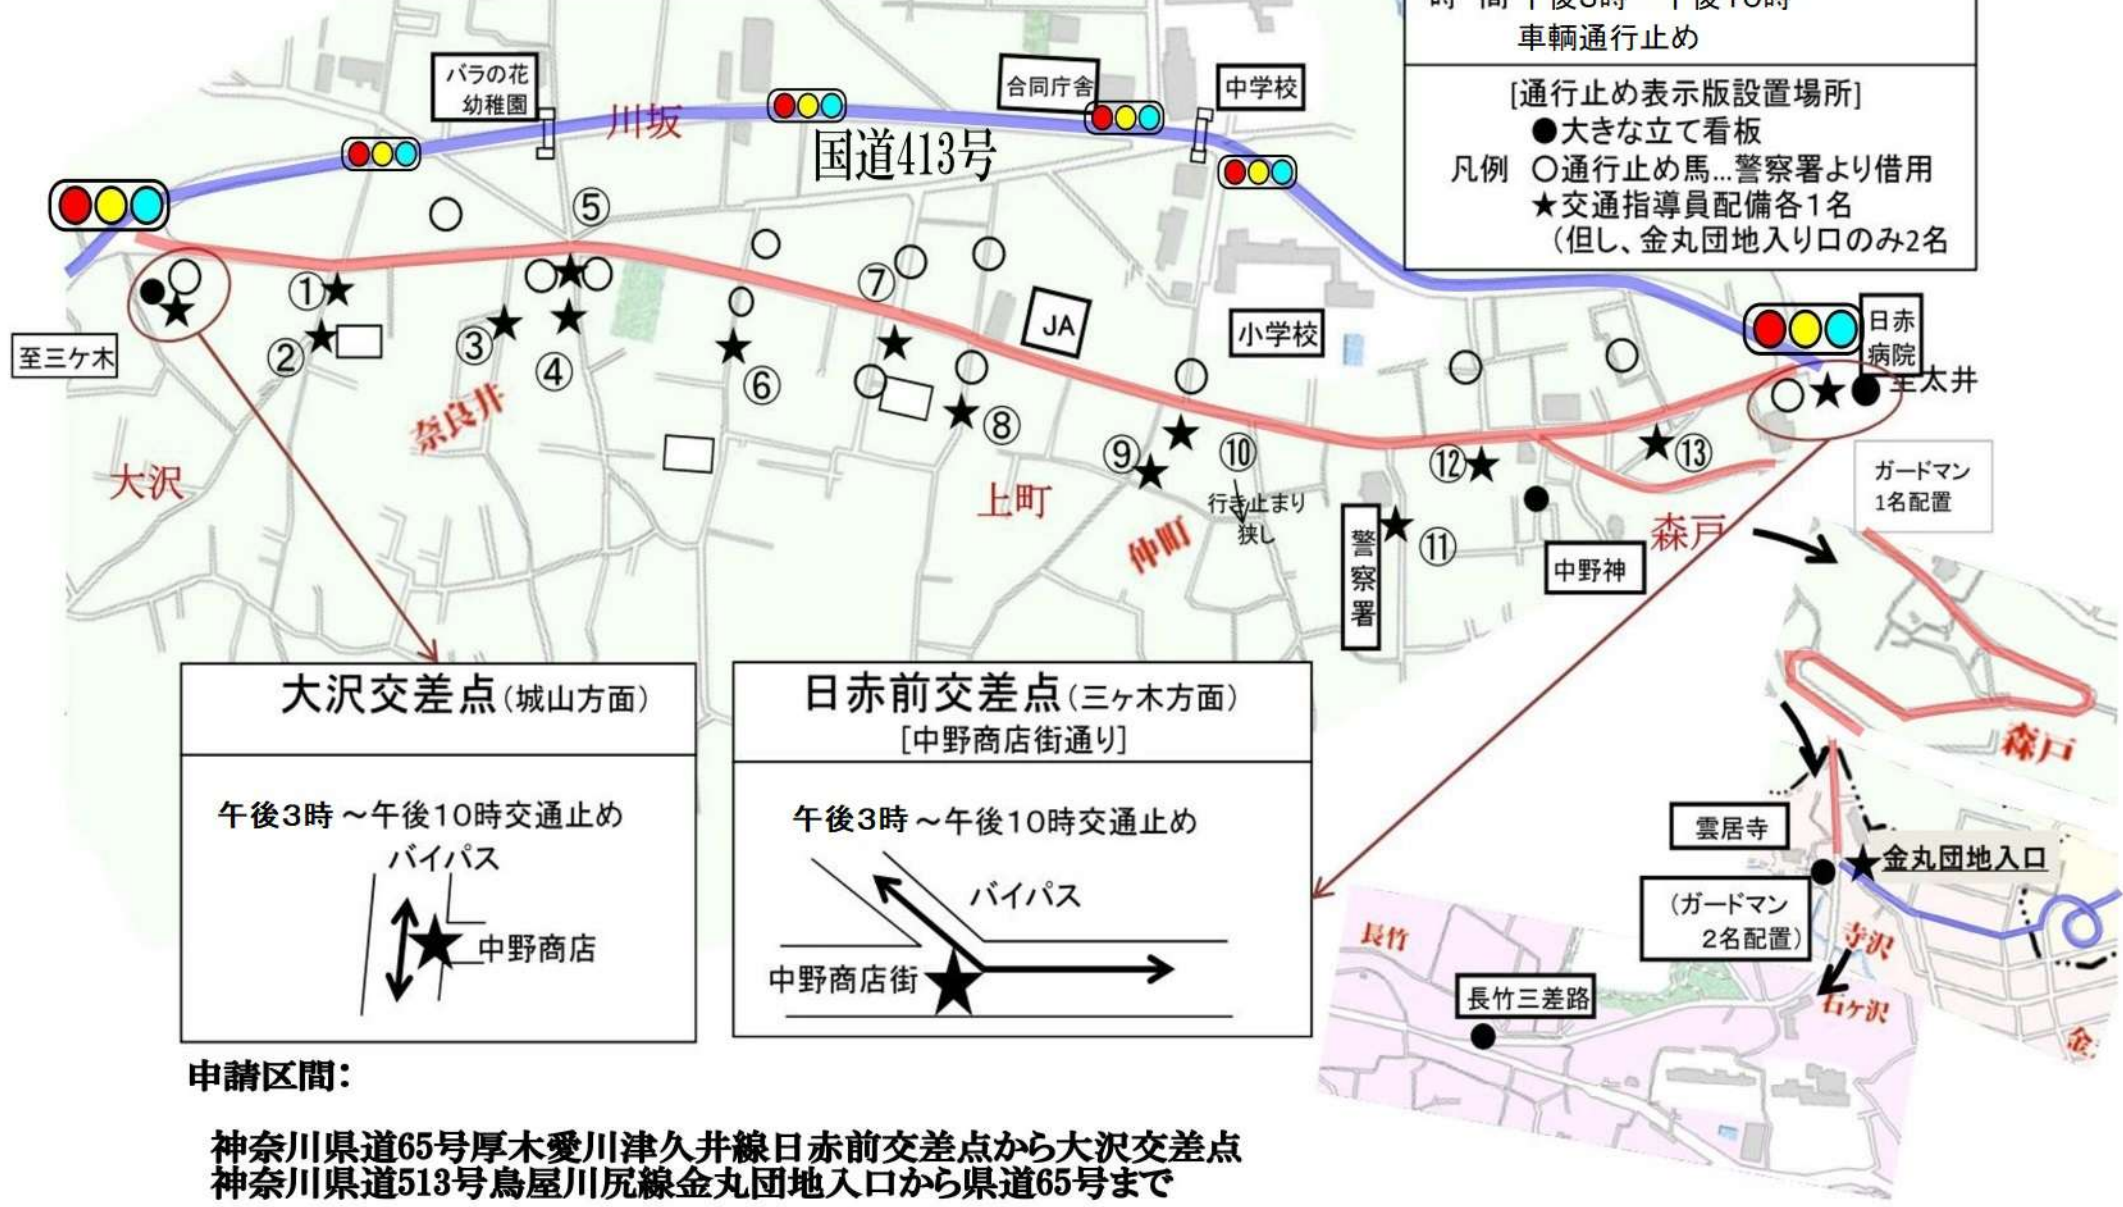 車輌通行止め
[通行止め表示版設置場所]
●大きな立て看板
凡例 ○通行止め馬…警察署より借用
★交通指導員配備各1名
(但し、金丸団地入り口のみ2名
バラの花
幼稚園
合同庁舎
中学校
川坂
国道413号
⑤
①
②
③
④
⑥
⑦
⑧
⑨
⑩
⑪
⑫
⑬
JA
小学校
日赤
病院
至太井
至三ケ木
奈良井
大沢
上町
仲町
行き止まり
狭し
警
察
署
中野神
森戸
ガードマン
1名配置
大沢交差点(城山方面)
午後3時～午後10時交通止め
バイパス
中野商店
日赤前交差点(三ヶ木方面)
[中野商店街通り]
午後3時～午後10時交通止め
バイパス
中野商店街
森戸
雲居寺
金丸団地入口
(ガードマン
2名配置)
寺沢
石ヶ沢
金
長竹
長竹三差路
申請区間：
神奈川県道65号厚木愛川津久井線日赤前交差点から大沢交差点
神奈川県道513号鳥屋川尻線金丸団地入口から県道65号まで